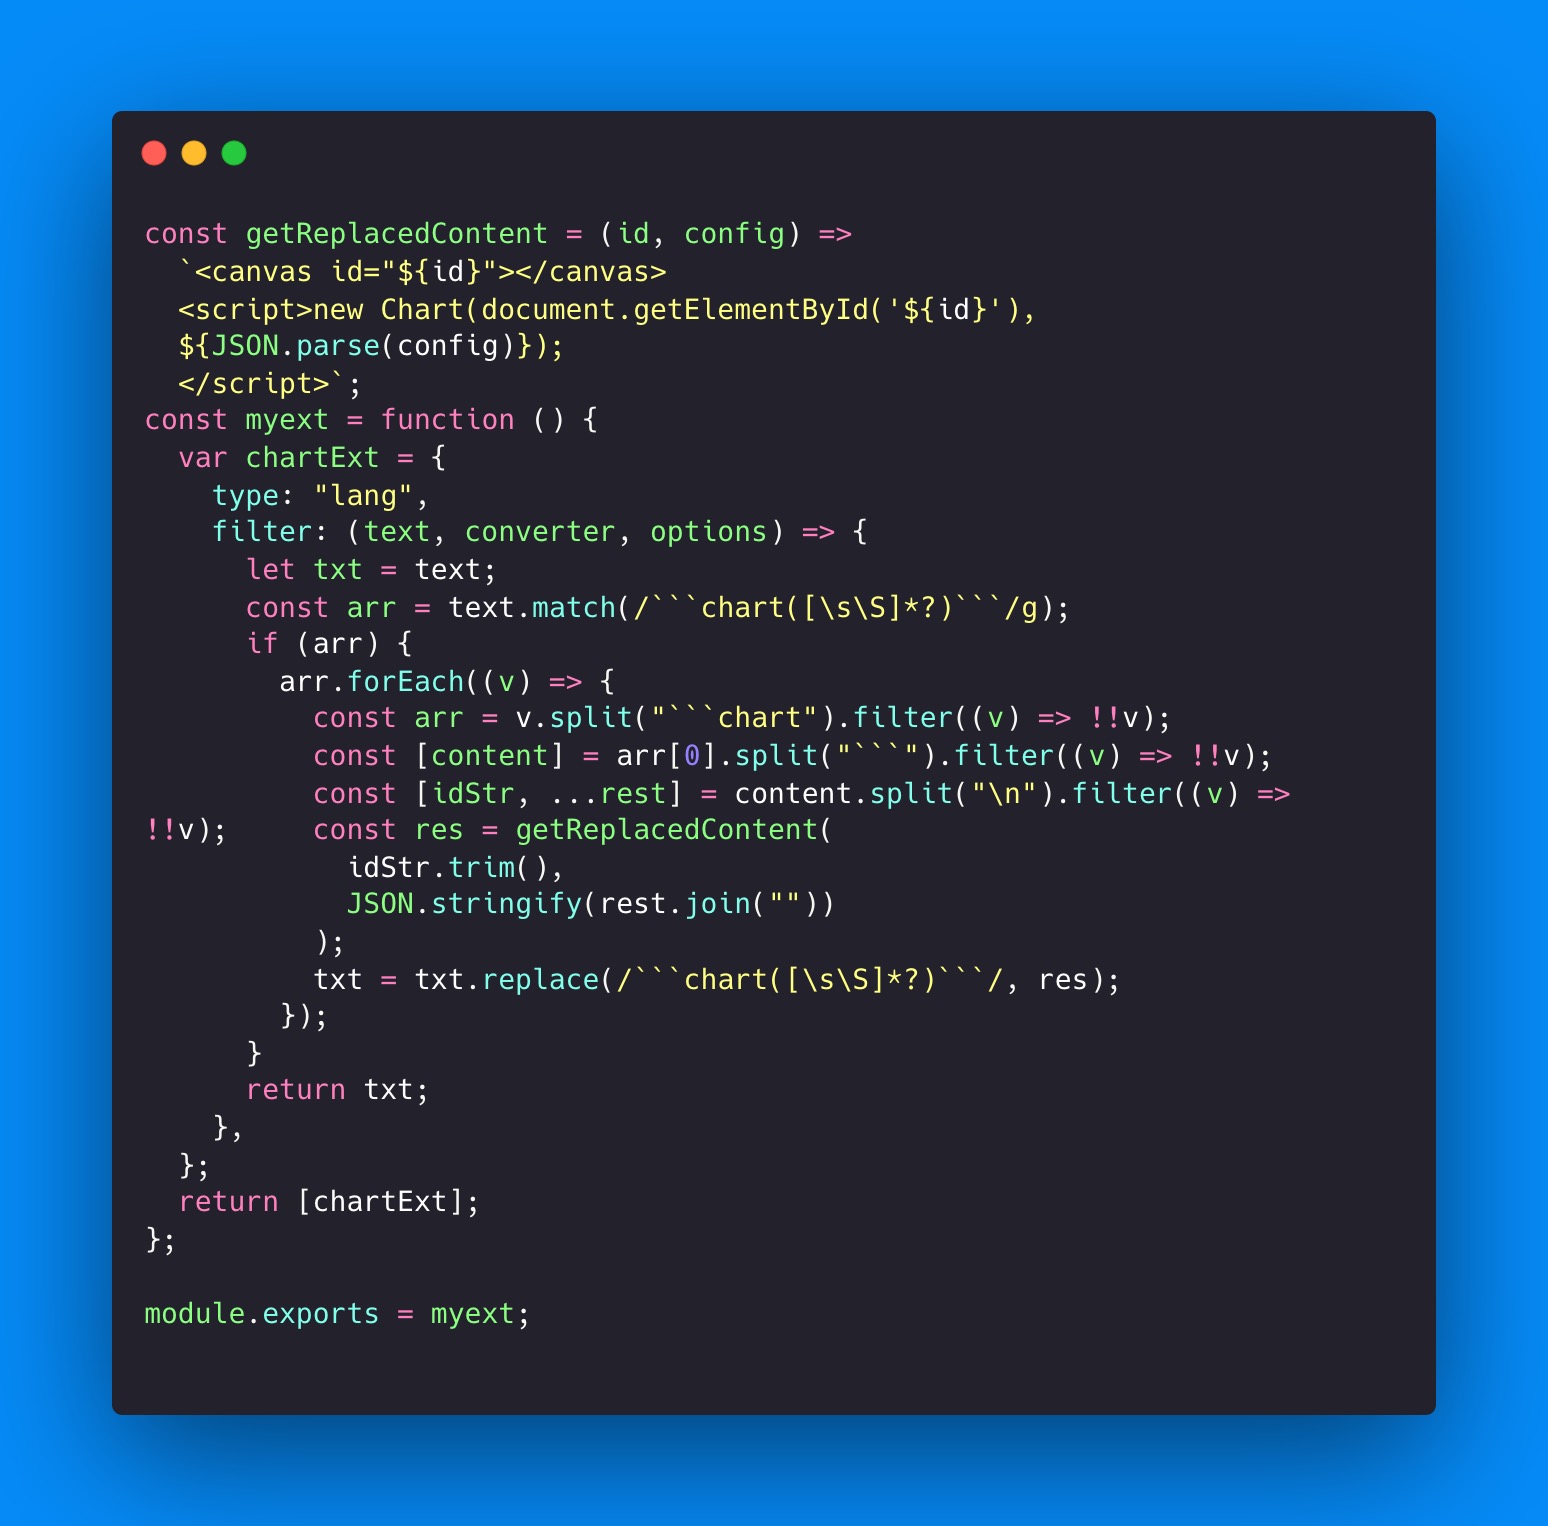 const getReplacedContent = (id, config) =>
  `<canvas id="${id}"></canvas>
  <script>new Chart(document.getElementById('${id}'),
  ${JSON.parse(config)});
  </script>`;
const myext = function () {
  var chartExt = {
    type: "lang",
    filter: (text, converter, options) => {
      let txt = text;
      const arr = text.match(/```chart([\s\S]*?)```/g);
      if (arr) {
        arr.forEach((v) => {
          const arr = v.split("```chart").filter((v) => !!v);
          const [content] = arr[0].split("```").filter((v) => !!v);
          const [idStr, ...rest] = content.split("\n").filter((v) =>
!!v);     const res = getReplacedContent(
            idStr.trim(),
            JSON.stringify(rest.join(""))
          );
          txt = txt.replace(/```chart([\s\S]*?)```/, res);
        });
      }
      return txt;
    },
  };
  return [chartExt];
};

module.exports = myext;